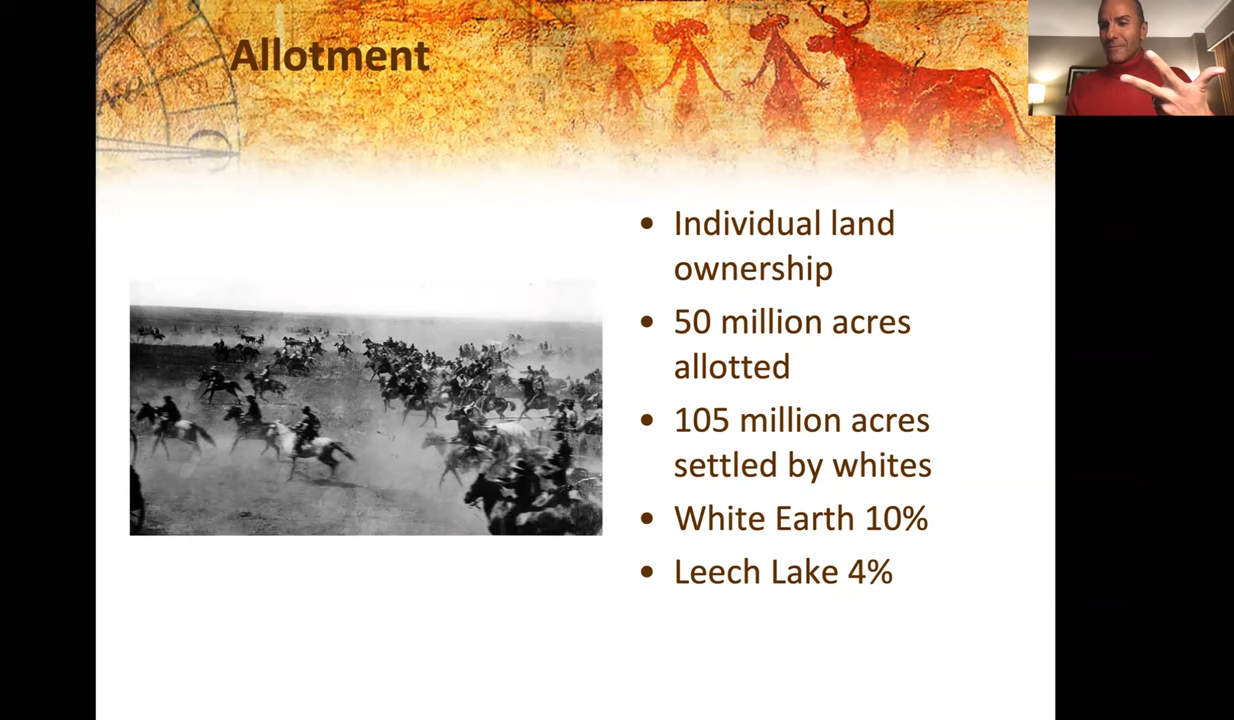 Allotment
• Individual land
ownership
• 50 million acres
allotted
• 105 million acres
settled by whites
• White Earth 10%
• Leech Lake 4%